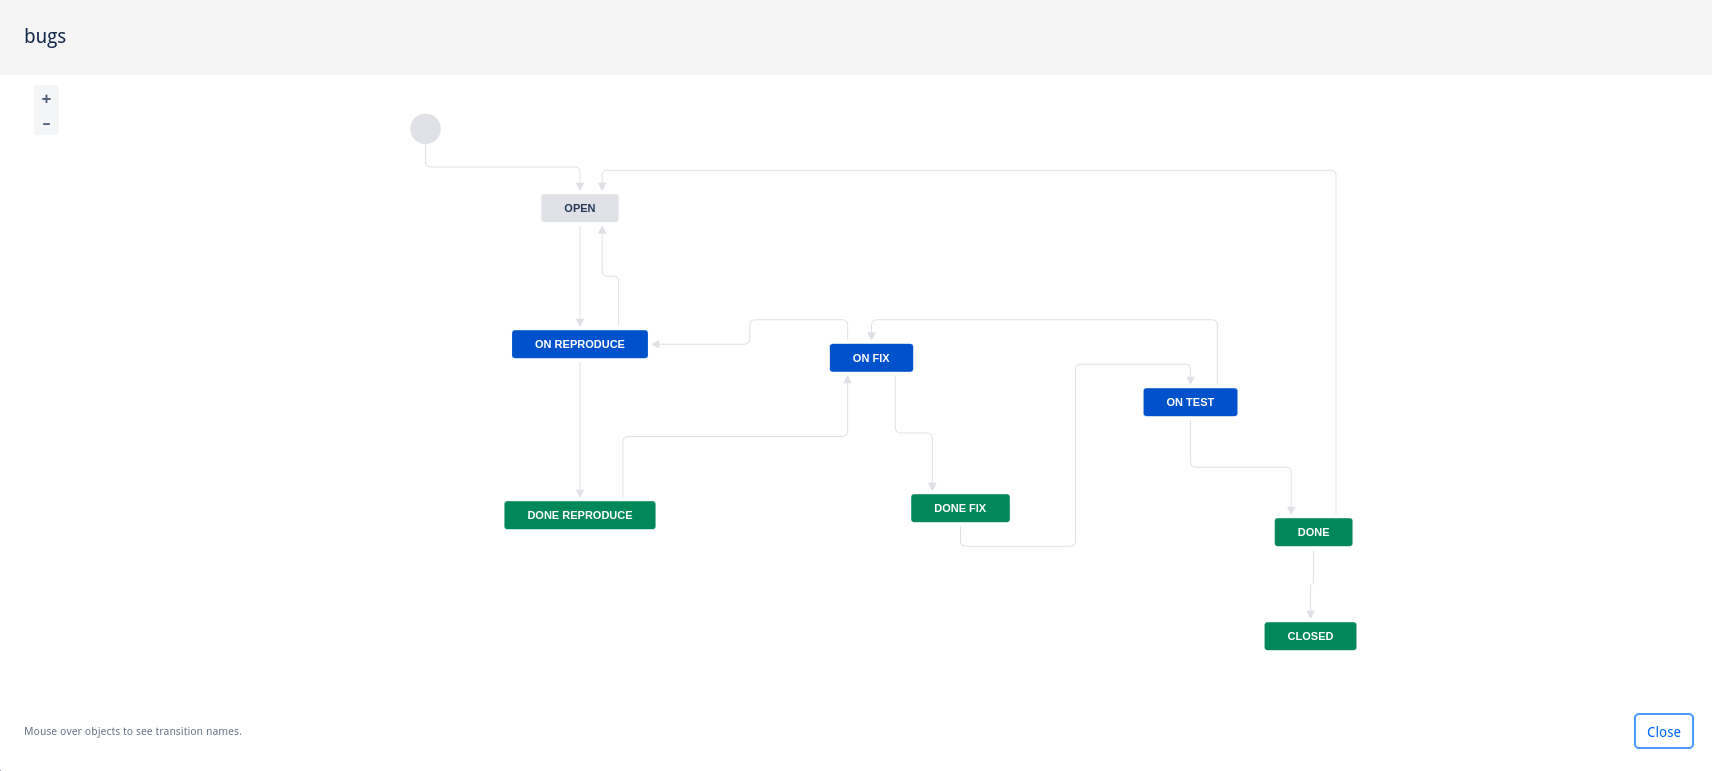 bugs
+
–
OPEN
ON REPRODUCE
ON FIX
ON TEST
DONE REPRODUCE
DONE FIX
DONE
CLOSED
Mouse over objects to see transition names.
Close